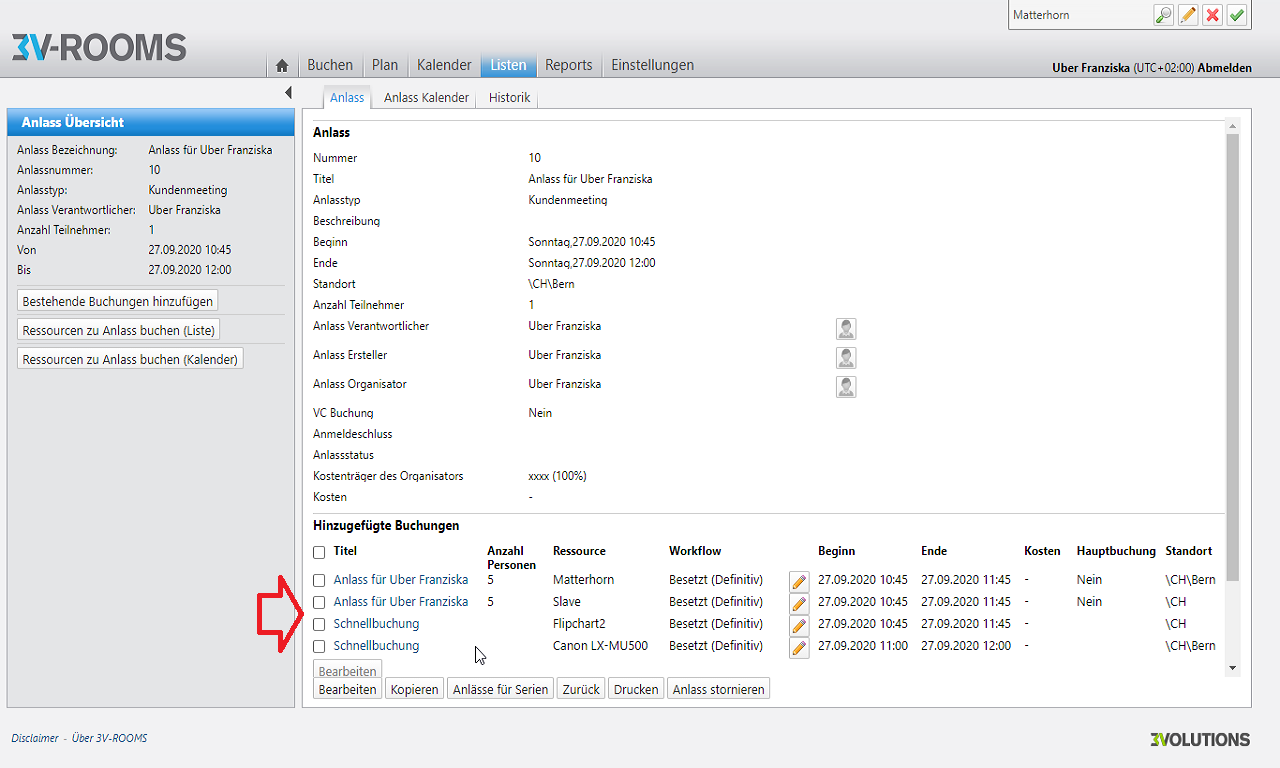 Matterhorn
3V-ROOMS
Buchen Plan Kalender Listen Reports Einstellungen
Uber Franziska (UTC+02:00) Abmelden
Anlass Anlass Kalender Historik
Anlass Übersicht
Anlass Bezeichnung: Anlass für Uber Franziska
Anlassnummer: 10
Anlasstyp: Kundenmeeting
Anlass Verantwortlicher: Uber Franziska
Anzahl Teilnehmer: 1
Von 27.09.2020 10:45
Bis 27.09.2020 12:00
Bestehende Buchungen hinzufügen
Ressourcen zu Anlass buchen (Liste)
Ressourcen zu Anlass buchen (Kalender)
Anlass
Nummer 10
Titel Anlass für Uber Franziska
Anlasstyp Kundenmeeting
Beschreibung
Beginn Sonntag,27.09.2020 10:45
Ende Sonntag,27.09.2020 12:00
Standort \CH\Bern
Anzahl Teilnehmer 1
Anlass Verantwortlicher Uber Franziska
Anlass Ersteller Uber Franziska
Anlass Organisator Uber Franziska
VC Buchung Nein
Anmeldeschluss
Anlassstatus
Kostenträger des Organisators xxxx (100%)
Kosten -
Hinzugefügte Buchungen
Titel Anzahl Personen Ressource Workflow Beginn Ende Kosten Hauptbuchung Standort
Anlass für Uber Franziska 5 Matterhorn Besetzt (Definitiv) 27.09.2020 10:45 27.09.2020 11:45 - Nein \CH\Bern
Anlass für Uber Franziska 5 Slave Besetzt (Definitiv) 27.09.2020 10:45 27.09.2020 11:45 - Nein \CH
Schnellbuchung Flipchart2 Besetzt (Definitiv) 27.09.2020 10:45 27.09.2020 11:45 - \CH
Schnellbuchung Canon LX-MU500 Besetzt (Definitiv) 27.09.2020 11:00 27.09.2020 12:00 - \CH\Bern
Bearbeiten
Bearbeiten Kopieren Anlässe für Serien Zurück Drucken Anlass stornieren
Disclaimer - Über 3V-ROOMS
3VOLUTIONS